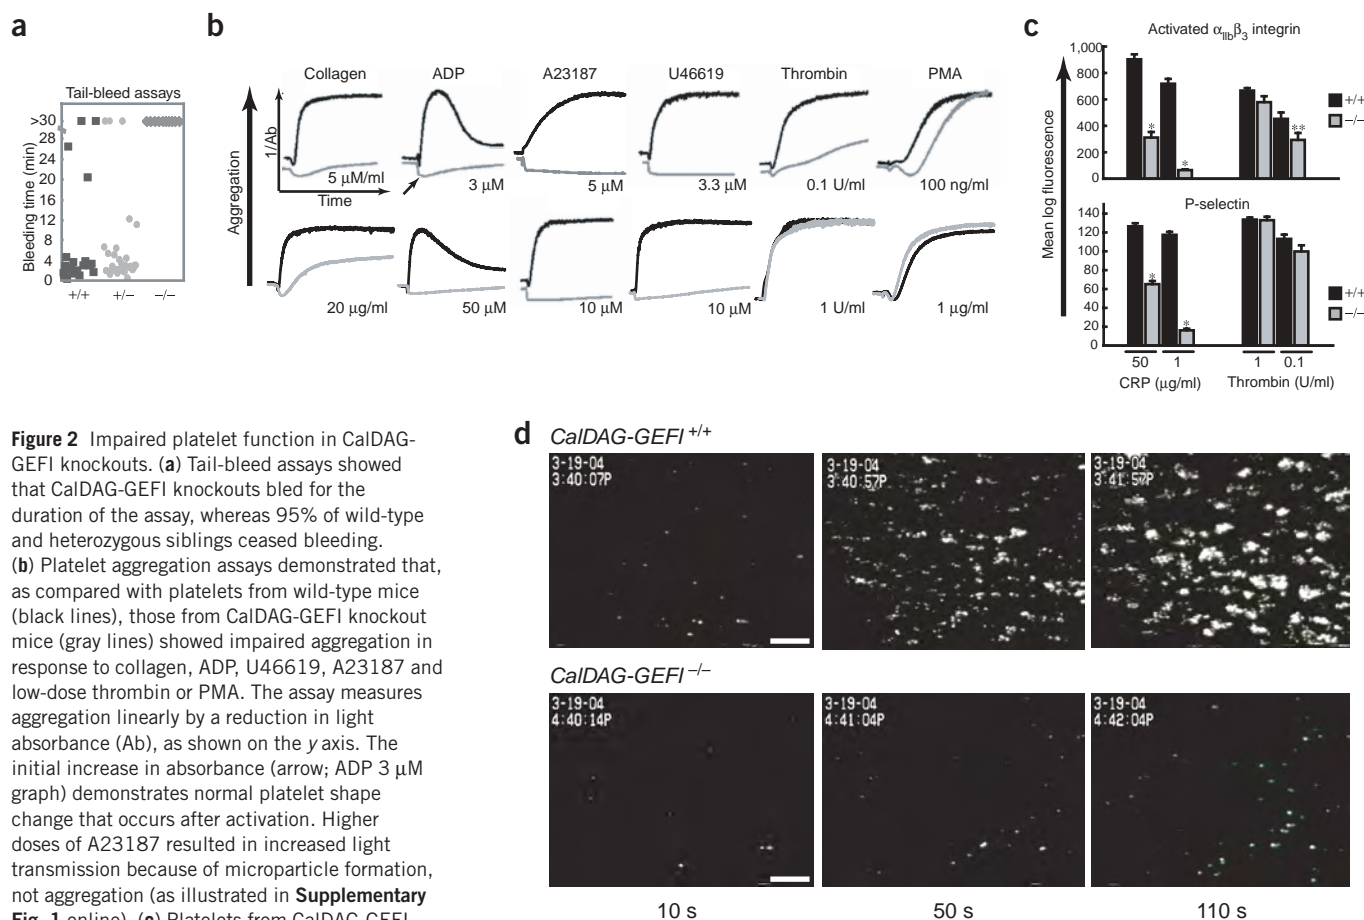 a
Tail-bleed assays
Bleeding time (min)
>30
28
24
20
16
12
8
4
0
+/+ +/– –/–
b
Aggregation
Collagen ADP A23187 U46619 Thrombin PMA
1/Ab
Time
5 μM/ml 3 μM 5 μM 3.3 μM 0.1 U/ml 100 ng/ml
20 μg/ml 50 μM 10 μM 10 μM 1 U/ml 1 μg/ml
c
Activated αIIbβ3 integrin
Mean log fluorescence
1,000
800
600
400
200
0
* * **
+/+
–/–
P-selectin
140
120
100
80
60
40
20
0
* *
+/+
–/–
50 1 1 0.1
CRP (μg/ml) Thrombin (U/ml)
Figure 2 Impaired platelet function in CalDAG-
GEFI knockouts. (a) Tail-bleed assays showed
that CalDAG-GEFI knockouts bled for the
duration of the assay, whereas 95% of wild-type
and heterozygous siblings ceased bleeding.
(b) Platelet aggregation assays demonstrated that,
as compared with platelets from wild-type mice
(black lines), those from CalDAG-GEFI knockout
mice (gray lines) showed impaired aggregation in
response to collagen, ADP, U46619, A23187 and
low-dose thrombin or PMA. The assay measures
aggregation linearly by a reduction in light
absorbance (Ab), as shown on the y axis. The
initial increase in absorbance (arrow; ADP 3 μM
graph) demonstrates normal platelet shape
change that occurs after activation. Higher
doses of A23187 resulted in increased light
transmission because of microparticle formation,
not aggregation (as illustrated in Supplementary
Fig. 1 online). (c) Platelets from CalDAG-GEFI
d
CalDAG-GEFI +/+
3-19-04
3:40:07P
3-19-04
3:40:57P
3-19-04
3:41:57P
CalDAG-GEFI –/–
3-19-04
4:40:14P
3-19-04
4:41:04P
3-19-04
4:42:04P
10 s 50 s 110 s